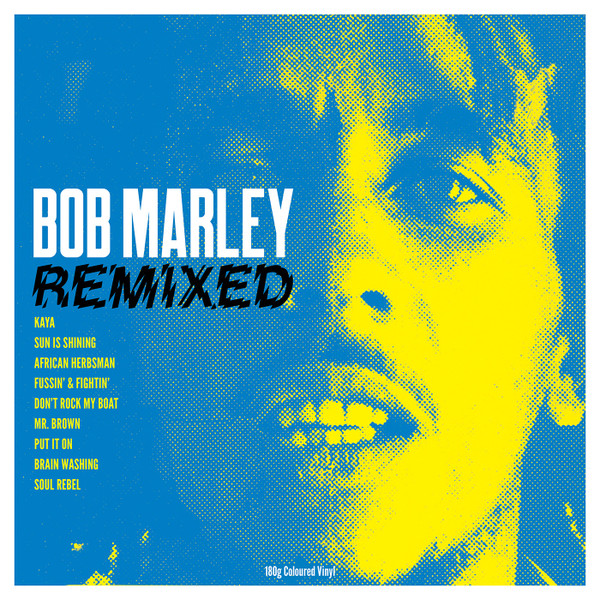 BOB MARLEY
REMIXED
KAYA
SUN IS SHINING
AFRICAN HERBSMAN
FUSSIN' & FIGHTIN'
DON'T ROCK MY BOAT
MR. BROWN
PUT IT ON
BRAIN WASHING
SOUL REBEL
180g Coloured Vinyl